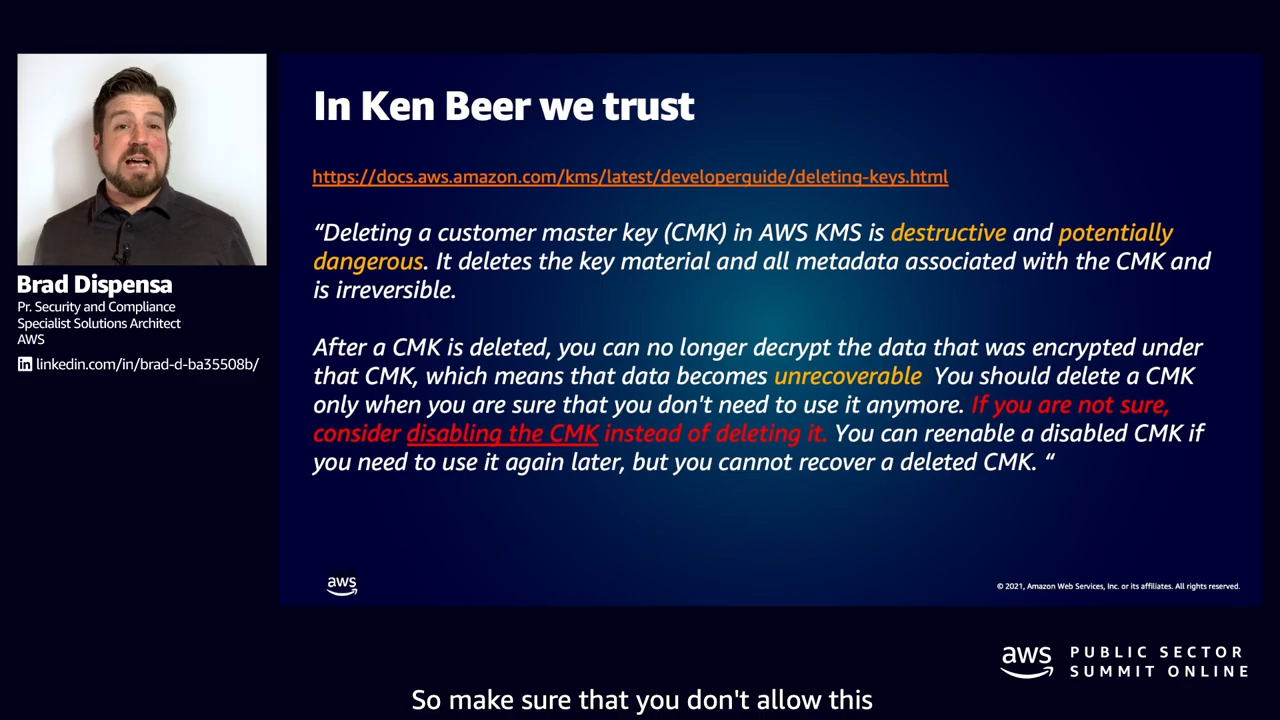 In Ken Beer we trust
https://docs.aws.amazon.com/kms/latest/developerguide/deleting-keys.html
“Deleting a customer master key (CMK) in AWS KMS is destructive and potentially
dangerous. It deletes the key material and all metadata associated with the CMK and
is irreversible.
After a CMK is deleted, you can no longer decrypt the data that was encrypted under
that CMK, which means that data becomes unrecoverable You should delete a CMK
only when you are sure that you don't need to use it anymore. If you are not sure,
consider disabling the CMK instead of deleting it. You can reenable a disabled CMK if
you need to use it again later, but you cannot recover a deleted CMK. “
Brad Dispensa
Pr. Security and Compliance
Specialist Solutions Architect
AWS
in linkedin.com/in/brad-d-ba35508b/
aws
© 2021, Amazon Web Services, Inc. or its affiliates. All rights reserved.
aws PUBLIC SECTOR
SUMMIT ONLINE
So make sure that you don't allow this